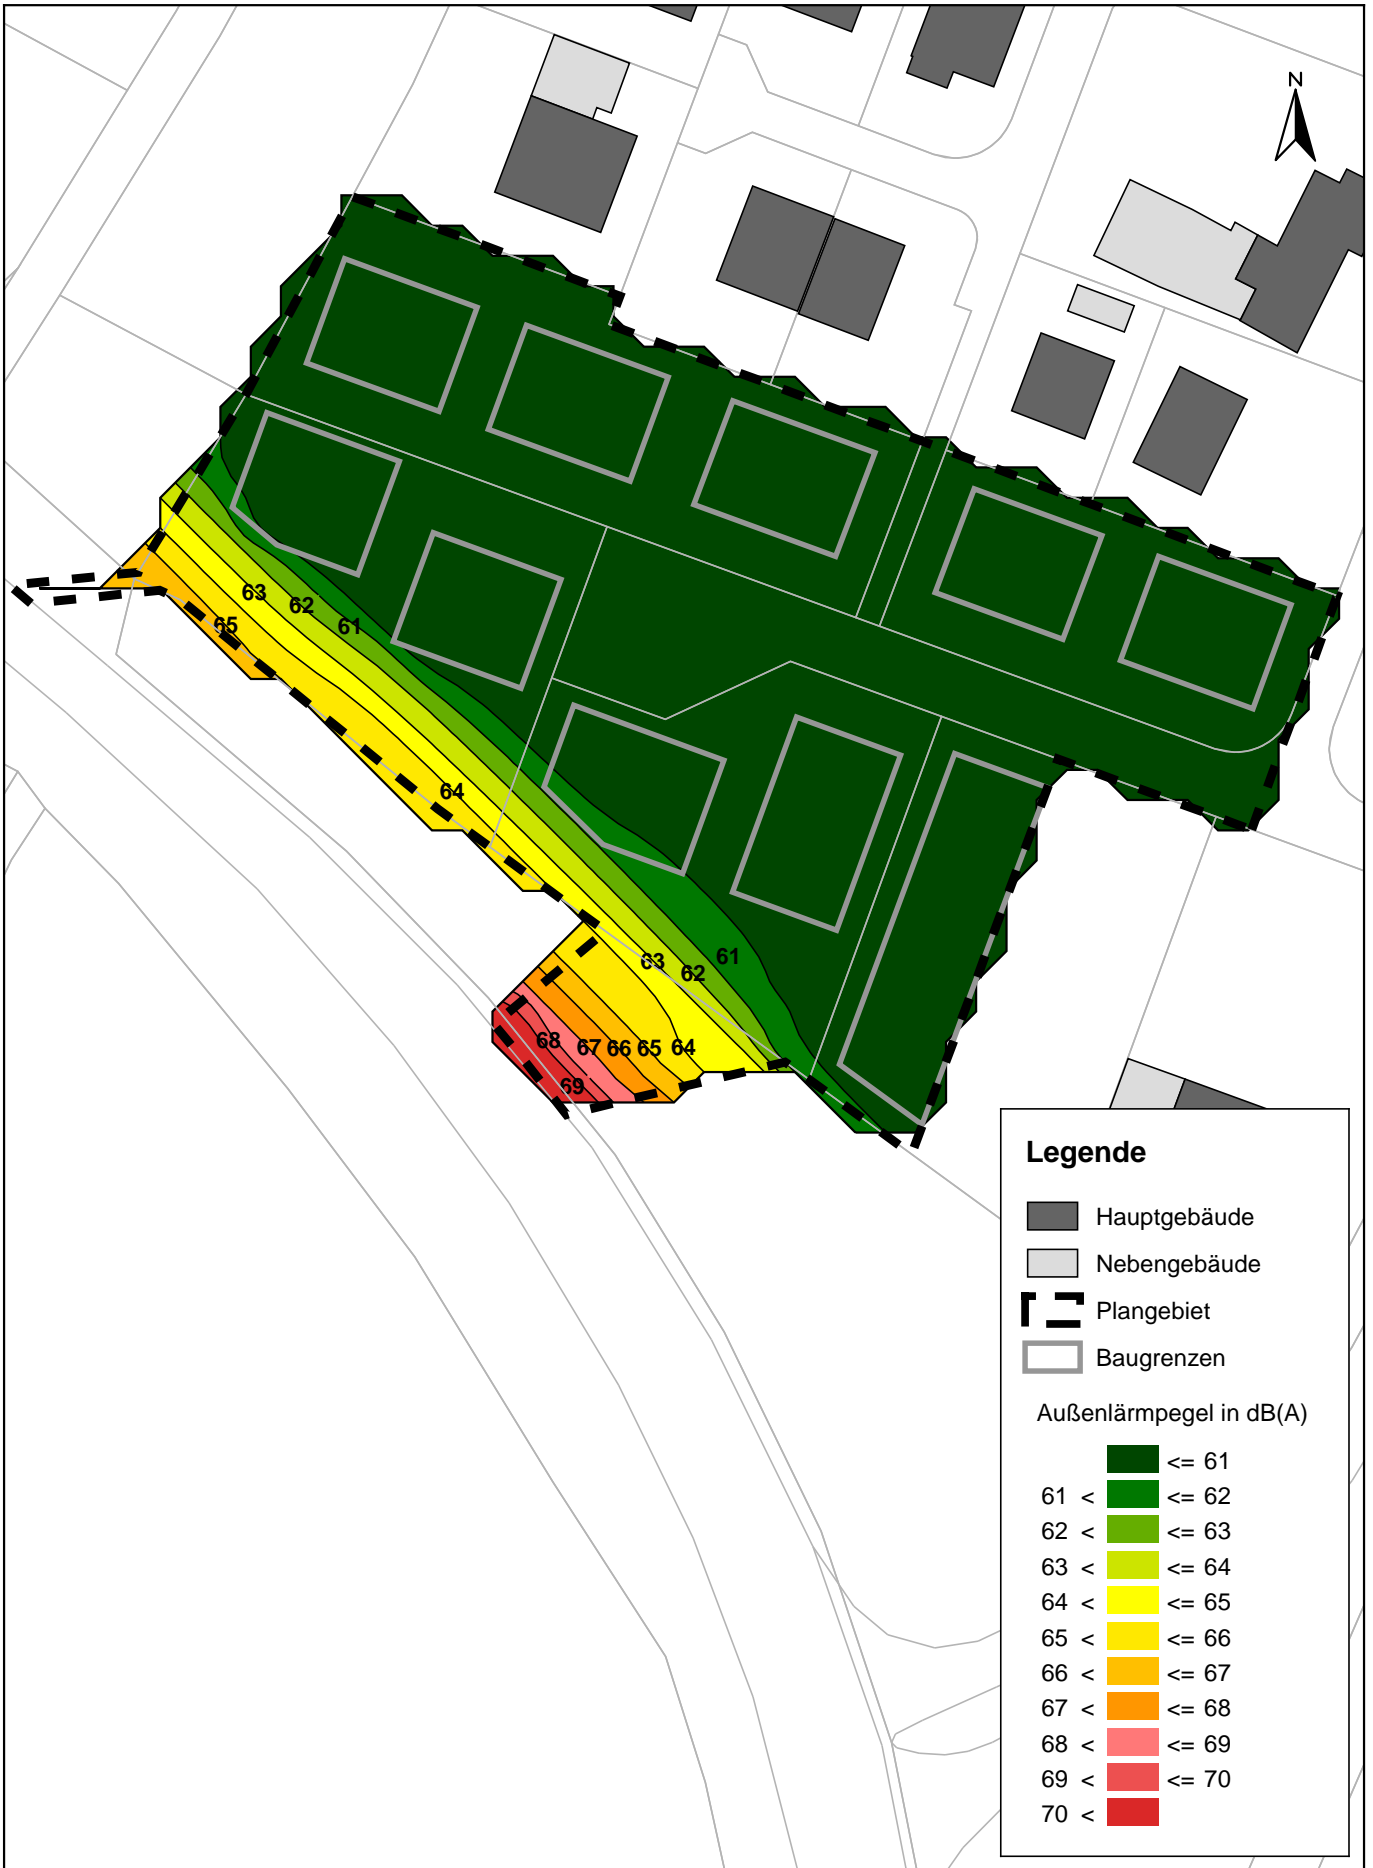 N
63
62
61
65
64
61
63
62
68
67
66
65
64
69
Legende
Hauptgebäude
Nebengebäude
Plangebiet
Baugrenzen
Außenlärmpegel in dB(A)
<= 61
61 < <= 62
62 < <= 63
63 < <= 64
64 < <= 65
65 < <= 66
66 < <= 67
67 < <= 68
68 < <= 69
69 < <= 70
70 <